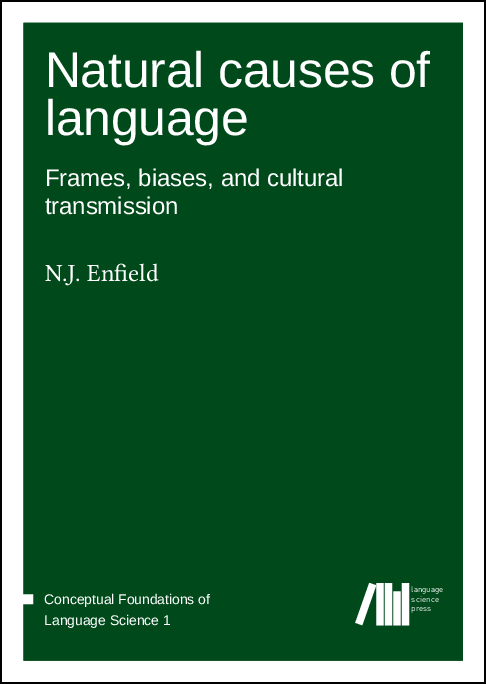 Natural causes of
language
Frames, biases, and cultural
transmission
N.J. Enfield
Conceptual Foundations of
Language Science 1
language
science
press